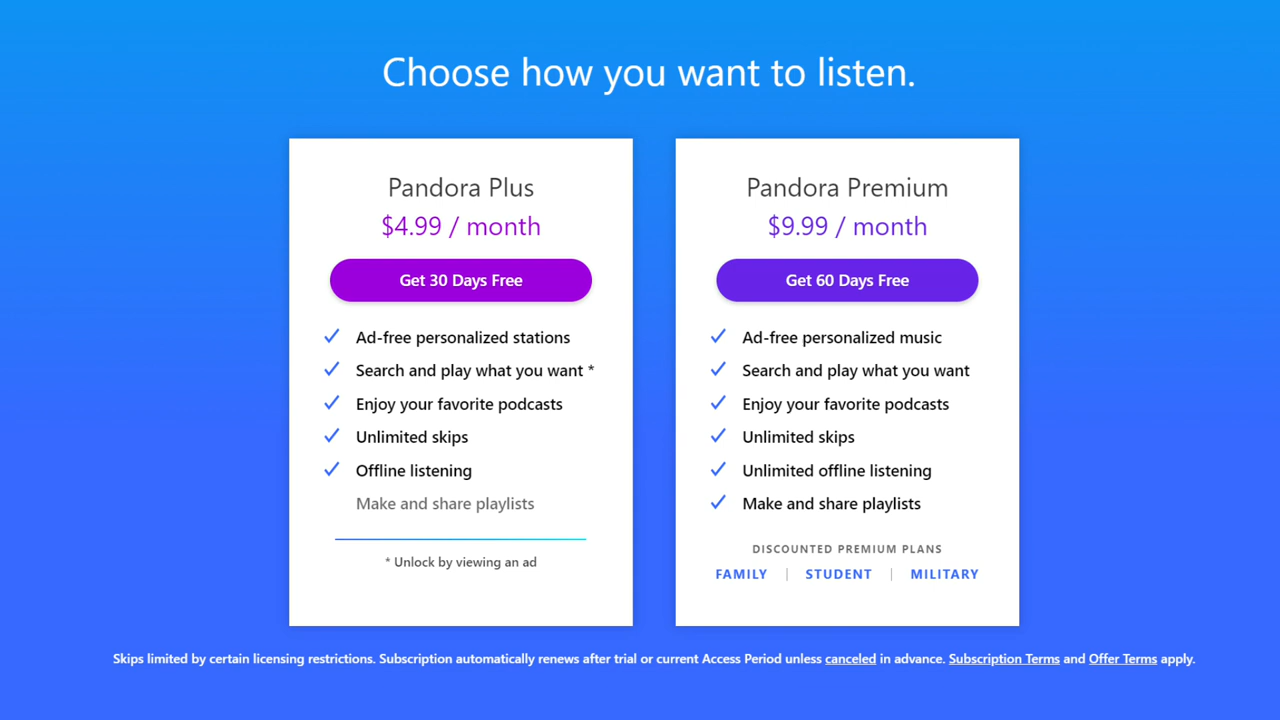 Choose how you want to listen.
Pandora Plus
$4.99 / month
Get 30 Days Free
Ad-free personalized stations
Search and play what you want *
Enjoy your favorite podcasts
Unlimited skips
Offline listening
Make and share playlists
* Unlock by viewing an ad
Pandora Premium
$9.99 / month
Get 60 Days Free
Ad-free personalized music
Search and play what you want
Enjoy your favorite podcasts
Unlimited skips
Unlimited offline listening
Make and share playlists
DISCOUNTED PREMIUM PLANS
FAMILY | STUDENT | MILITARY
Skips limited by certain licensing restrictions. Subscription automatically renews after trial or current Access Period unless canceled in advance. Subscription Terms and Offer Terms apply.